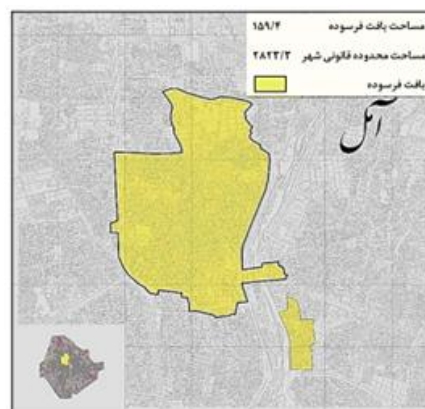 مساحت بافت فرسوده ۱۵۹/۴
مساحت محدوده قانونی شهر ۲۸۲۳/۳
بافت فرسوده
آمل